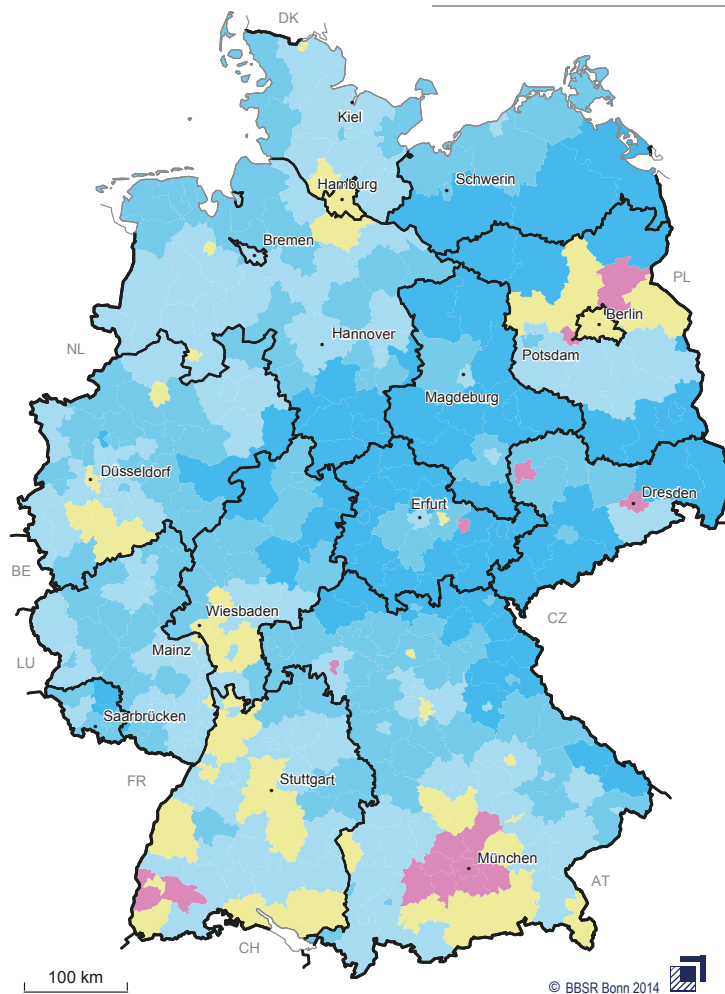 DK
Kiel
Schwerin
Hamburg
Bremen
PL
Berlin
Hannover
NL
Potsdam
Magdeburg
Düsseldorf
Dresden
Erfurt
BE
Wiesbaden
CZ
Mainz
LU
Saarbrücken
FR
Stuttgart
München
AT
CH
100 km
© BBSR Bonn 2014